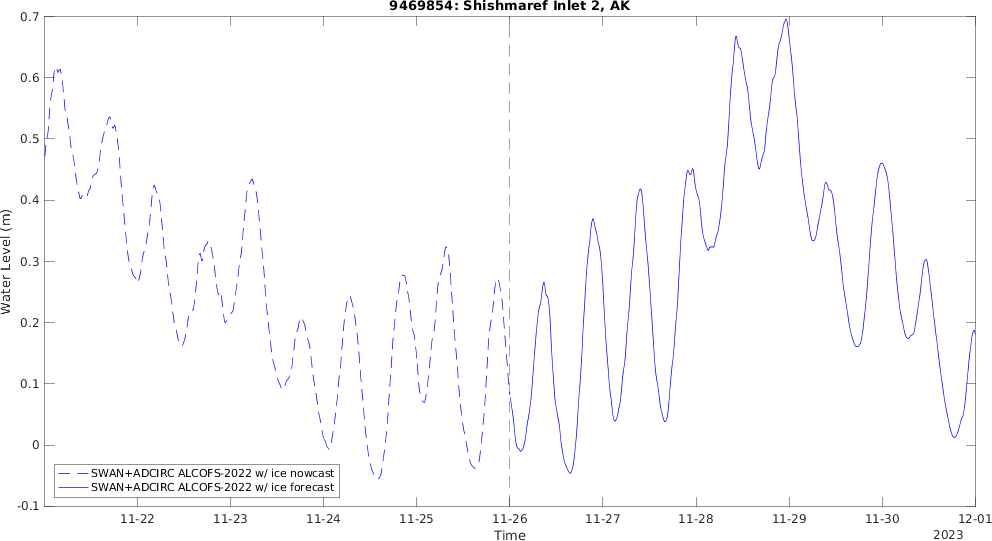 9469854: Shishmaref Inlet 2, AK
Water Level (m)
0.7
0.6
0.5
0.4
0.3
0.2
0.1
0
-0.1
SWAN+ADCIRC ALCOFS-2022 w/ ice nowcast
SWAN+ADCIRC ALCOFS-2022 w/ ice forecast
11-22 11-23 11-24 11-25 11-26 11-27 11-28 11-29 11-30 12-01
Time
2023